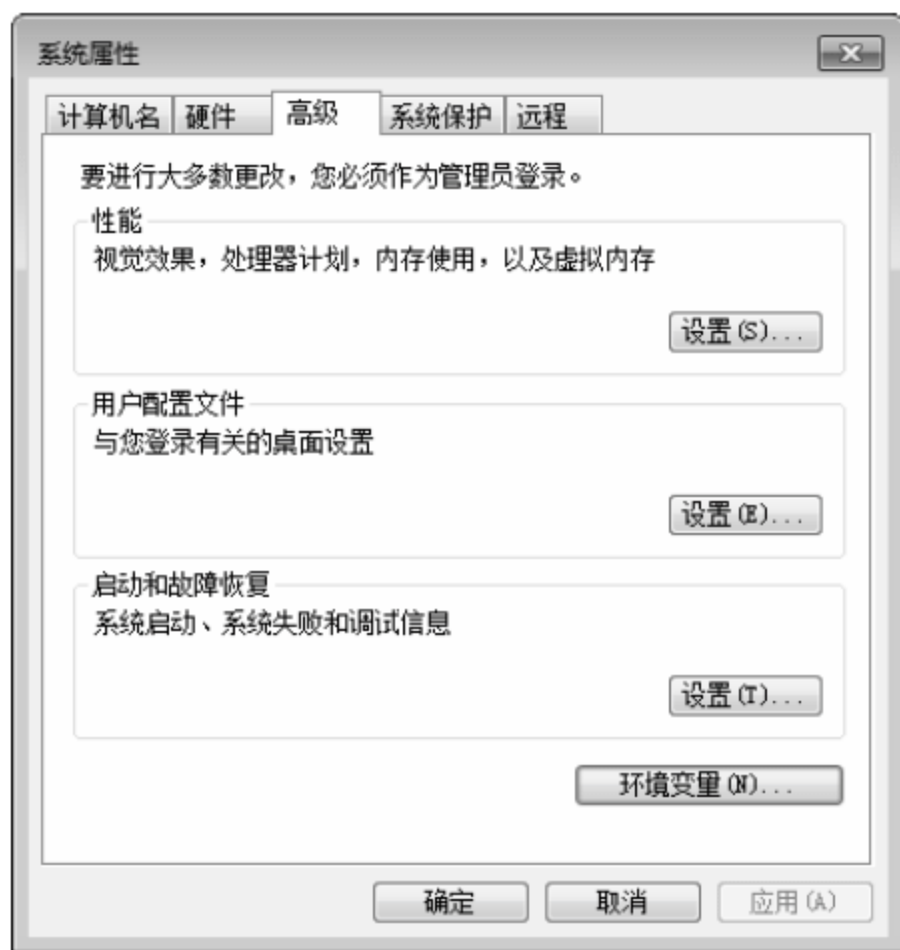 系统属性
计算机名 硬件 高级 系统保护 远程
要进行大多数更改，您必须作为管理员登录。
性能
视觉效果，处理器计划，内存使用，以及虚拟内存
设置(S)...
用户配置文件
与您登录有关的桌面设置
设置(E)...
启动和故障恢复
系统启动、系统失败和调试信息
设置(T)...
环境变量(N)...
确定 取消 应用(A)